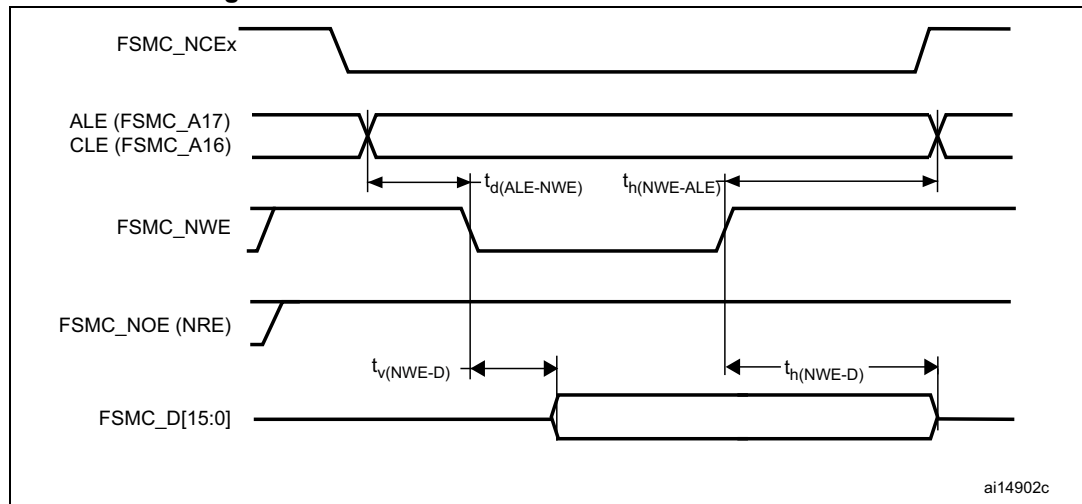 FSMC_NCEx
ALE (FSMC_A17)
CLE (FSMC_A16)
td(ALE-NWE)
th(NWE-ALE)
FSMC_NWE
FSMC_NOE (NRE)
tv(NWE-D)
th(NWE-D)
FSMC_D[15:0]
ai14902c